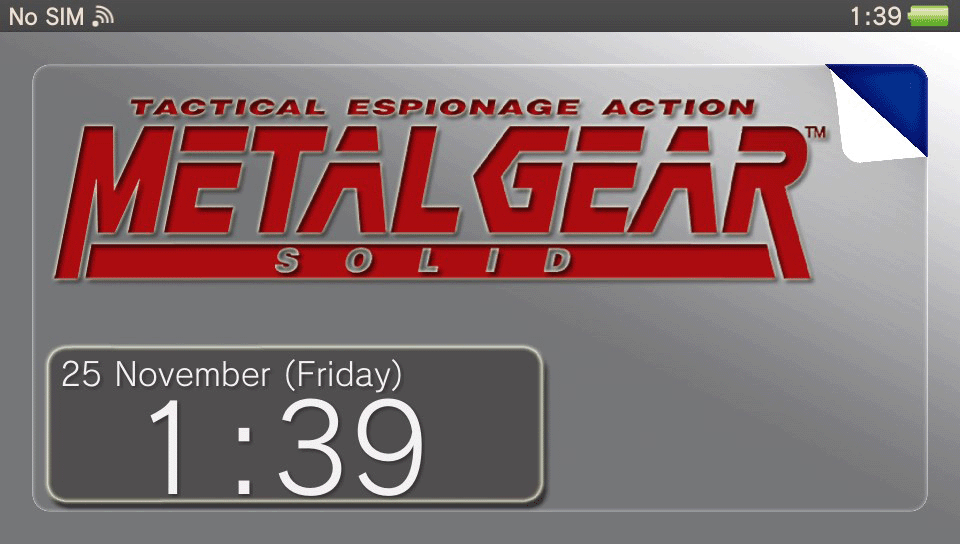 No SIM 1:39
TACTICAL ESPIONAGE ACTION
METAL GEAR™
SOLID
25 November (Friday)
1:39